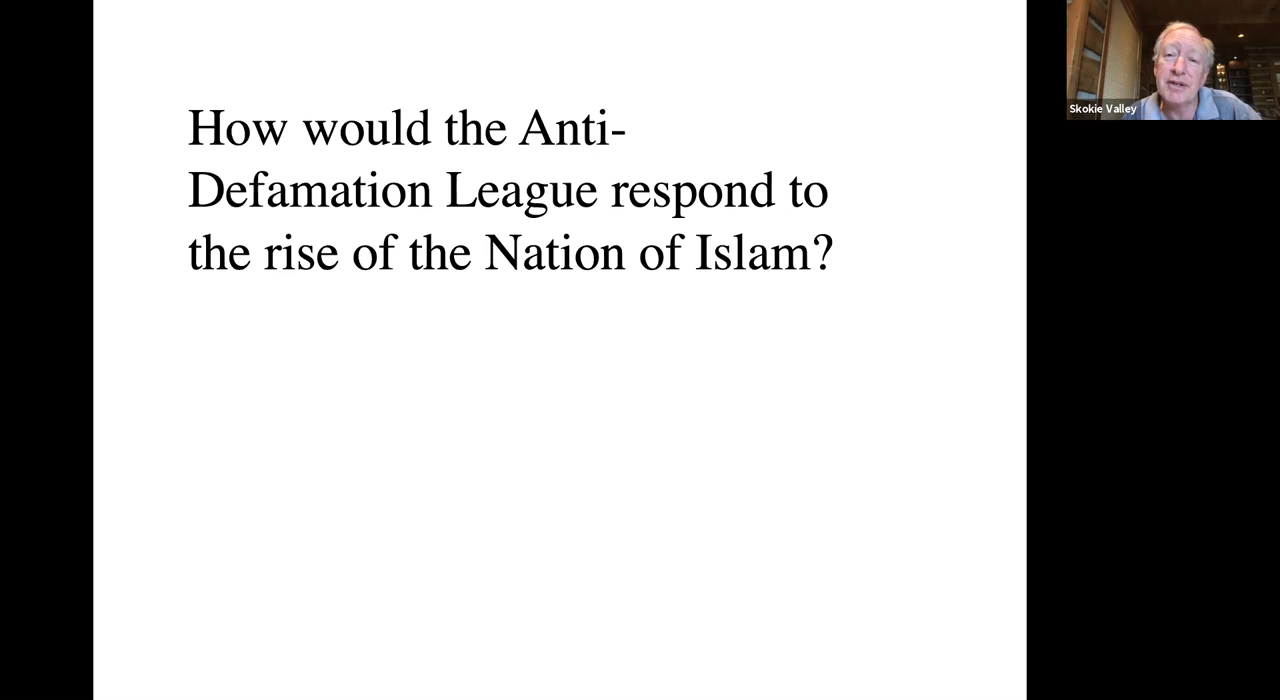 How would the Anti-
Defamation League respond to
the rise of the Nation of Islam?
Skokie Valley